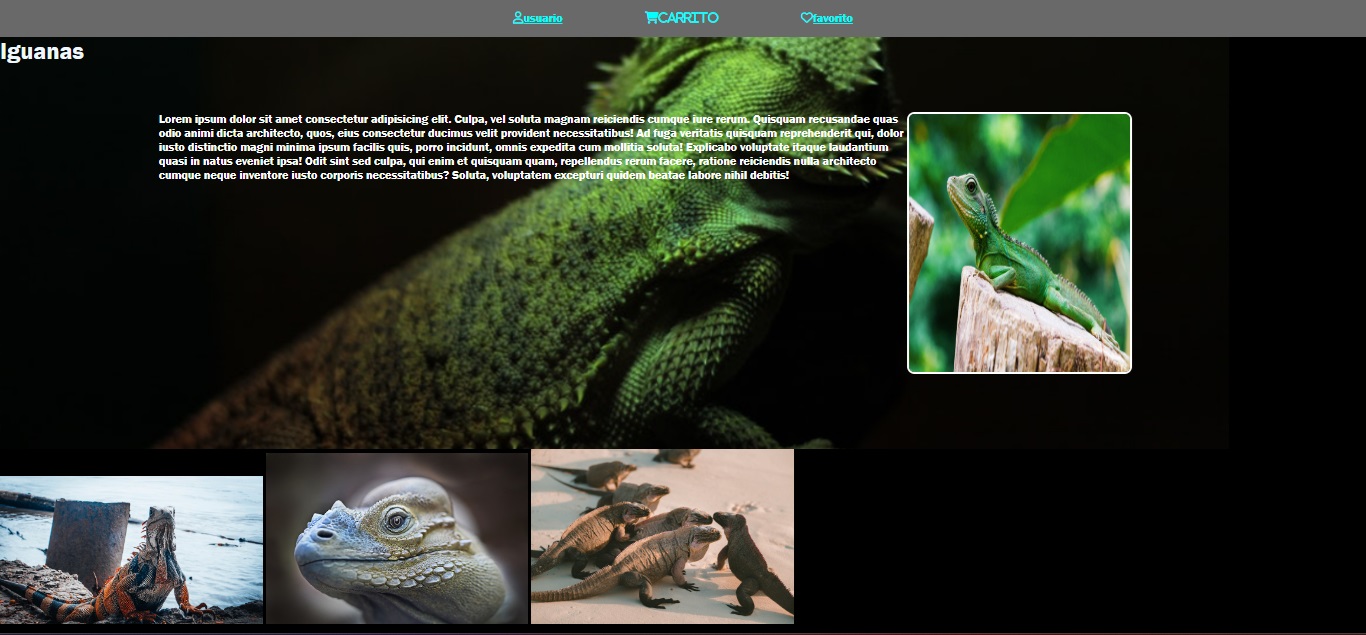 usuario
CARRITO
favorito
Iguanas
Lorem ipsum dolor sit amet consectetur adipisicing elit. Culpa, vel soluta magnam reiciendis cumque iure rerum. Quisquam recusandae quas
odio animi dicta architecto, quos, eius consectetur ducimus velit provident necessitatibus! Ad fuga veritatis quisquam reprehenderit qui, dolor
iusto distinctio magni minima ipsum facilis quis, porro incidunt, omnis expedita cum mollitia soluta! Explicabo voluptate itaque laudantium
quasi in natus eveniet ipsa! Odit sint sed culpa, qui enim et quisquam quam, repellendus rerum facere, ratione reiciendis nulla architecto
cumque neque inventore iusto corporis necessitatibus? Soluta, voluptatem excepturi quidem beatae labore nihil debitis!